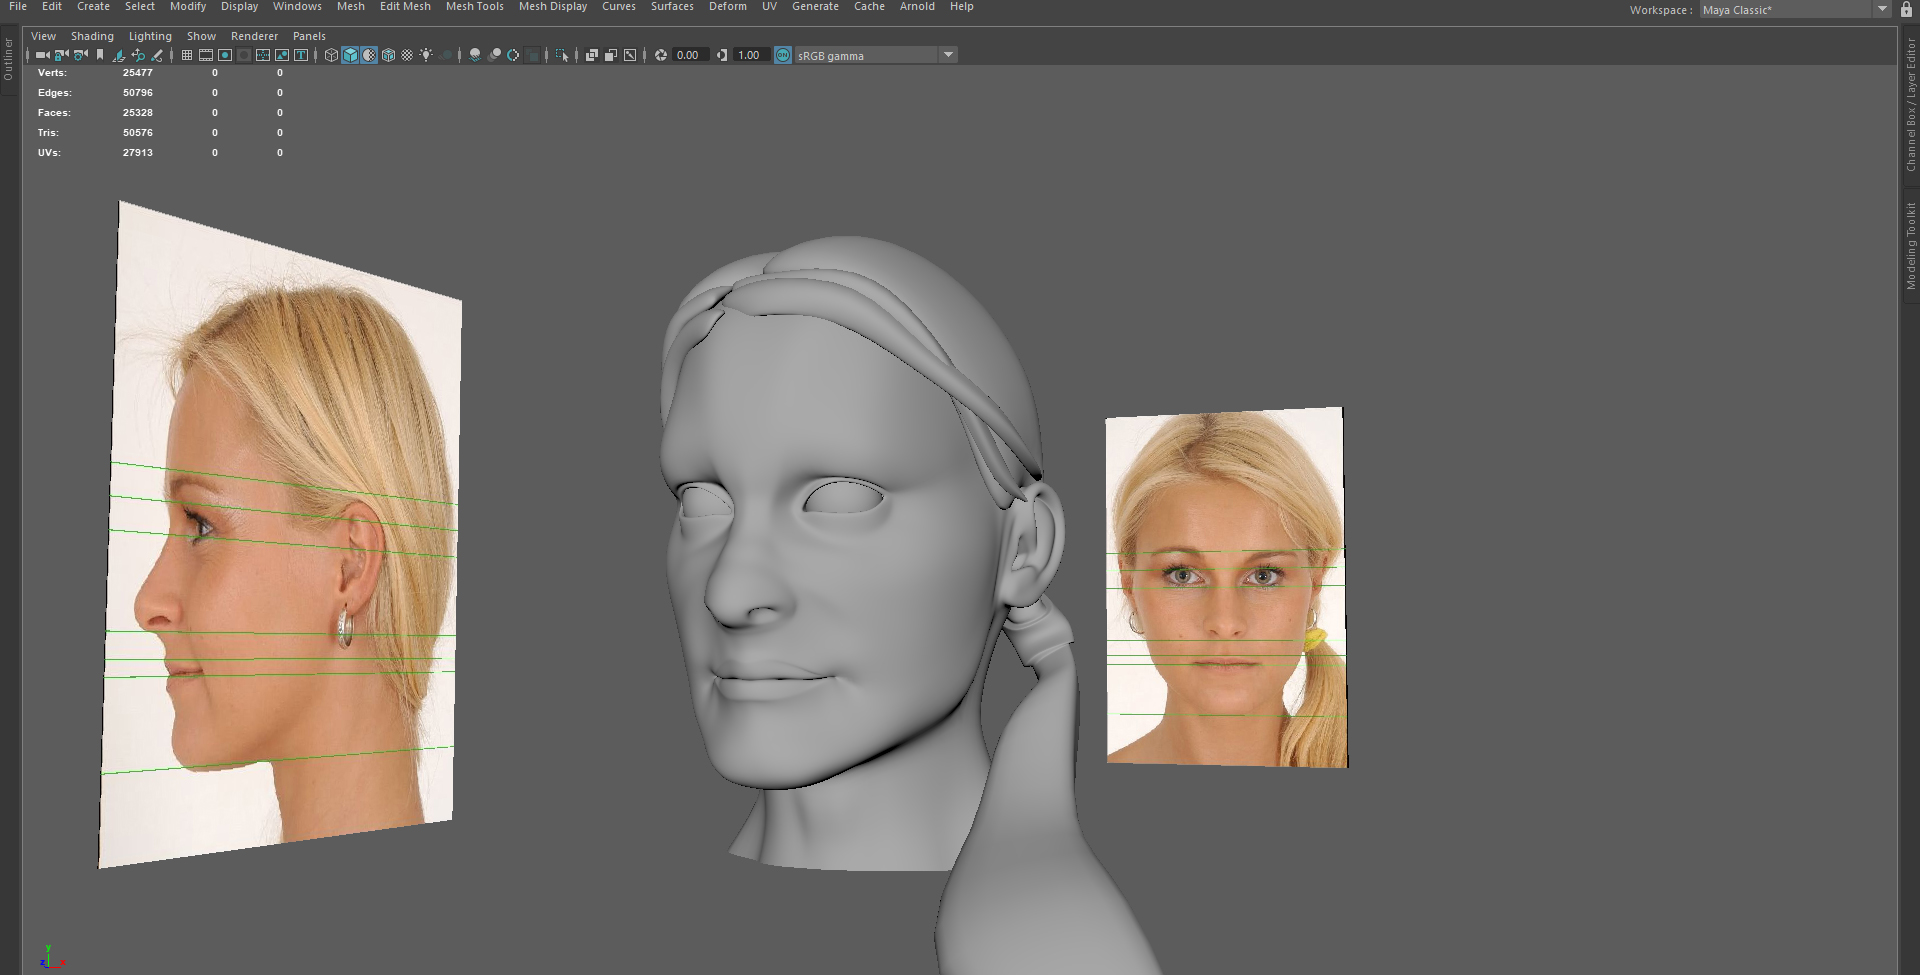 File Edit Create Select Modify Display Windows Mesh Edit Mesh Mesh Tools Mesh Display Curves Surfaces Deform UV Generate Cache Arnold Help Workspace : Maya Classic*
View Shading Lighting Show Renderer Panels
0.00 1.00 ON sRGB gamma
Verts: 25477 0 0
Edges: 50796 0 0
Faces: 25328 0 0
Tris: 50576 0 0
UVs: 27913 0 0
Outliner
Channel Box / Layer Editor
Modeling Toolkit
y
z x